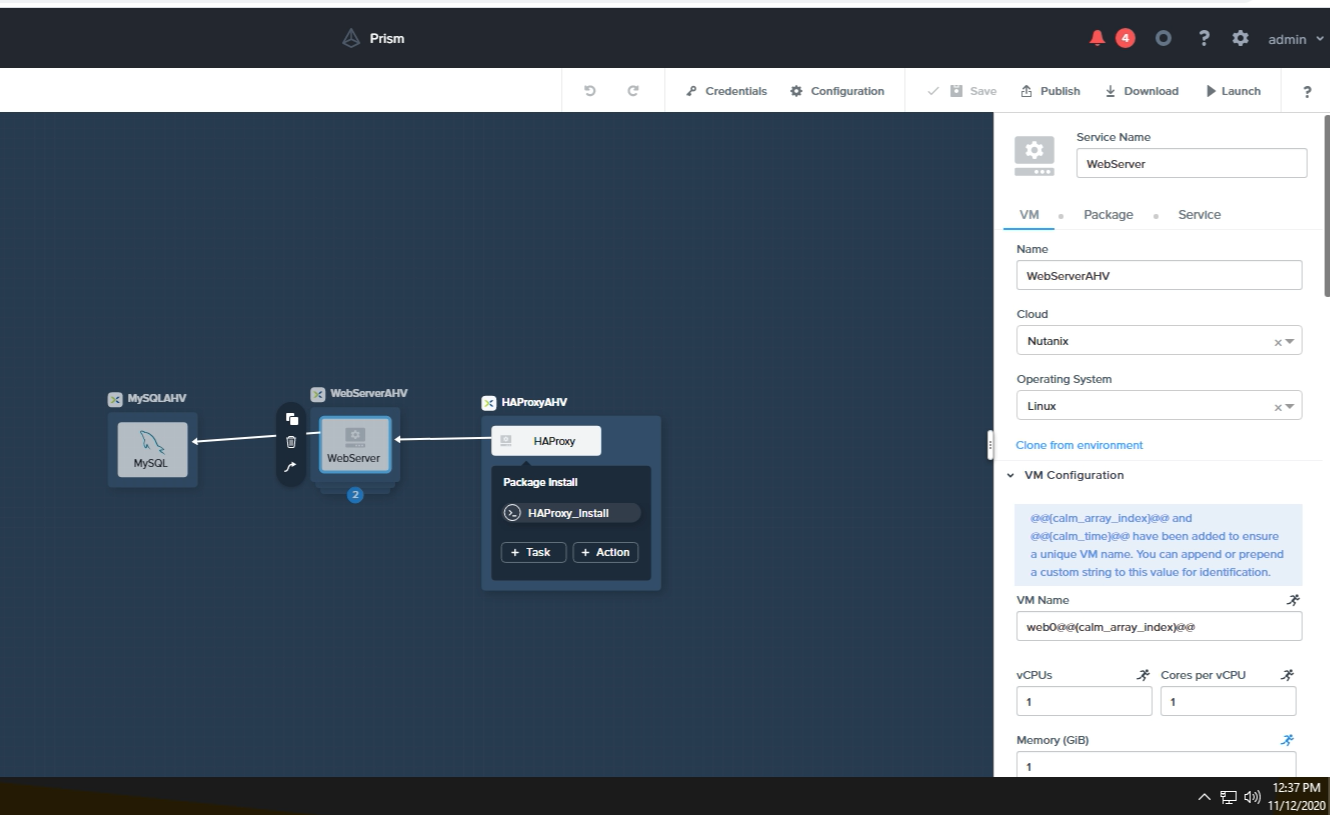 Prism
4
?
admin
Credentials
Configuration
Save
Publish
Download
Launch
?
MySQLAHV
MySQL
WebServerAHV
WebServer
2
HAProxyAHV
HAProxy
Package Install
HAProxy_Install
+ Task
+ Action
Service Name
WebServer
VM
Package
Service
Name
WebServerAHV
Cloud
Nutanix
Operating System
Linux
Clone from environment
VM Configuration
@@{calm_array_index}@@ and
@@{calm_time}@@ have been added to ensure
a unique VM name. You can append or prepend
a custom string to this value for identification.
VM Name
web0@@{calm_array_index}@@
vCPUs
Cores per vCPU
1
1
Memory (GiB)
1
12:37 PM
11/12/2020